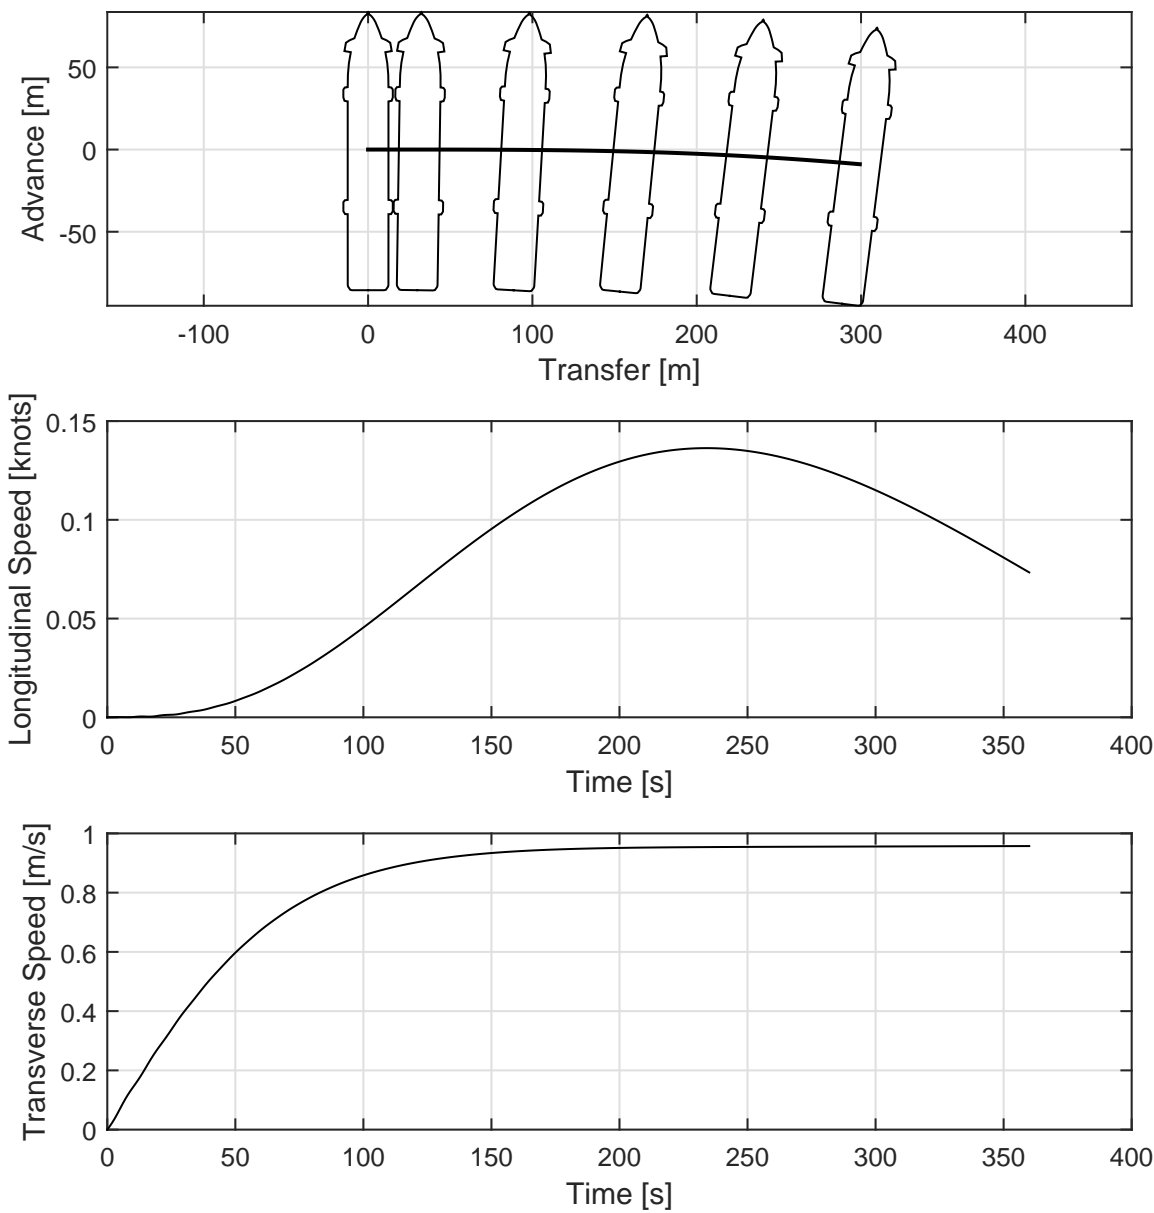 50
0
-50
Advance [m]
-100 0 100 200 300 400
Transfer [m]
0.15
0.1
0.05
0
Longitudinal Speed [knots]
0 50 100 150 200 250 300 350 400
Time [s]
1
0.8
0.6
0.4
0.2
0
Transverse Speed [m/s]
0 50 100 150 200 250 300 350 400
Time [s]